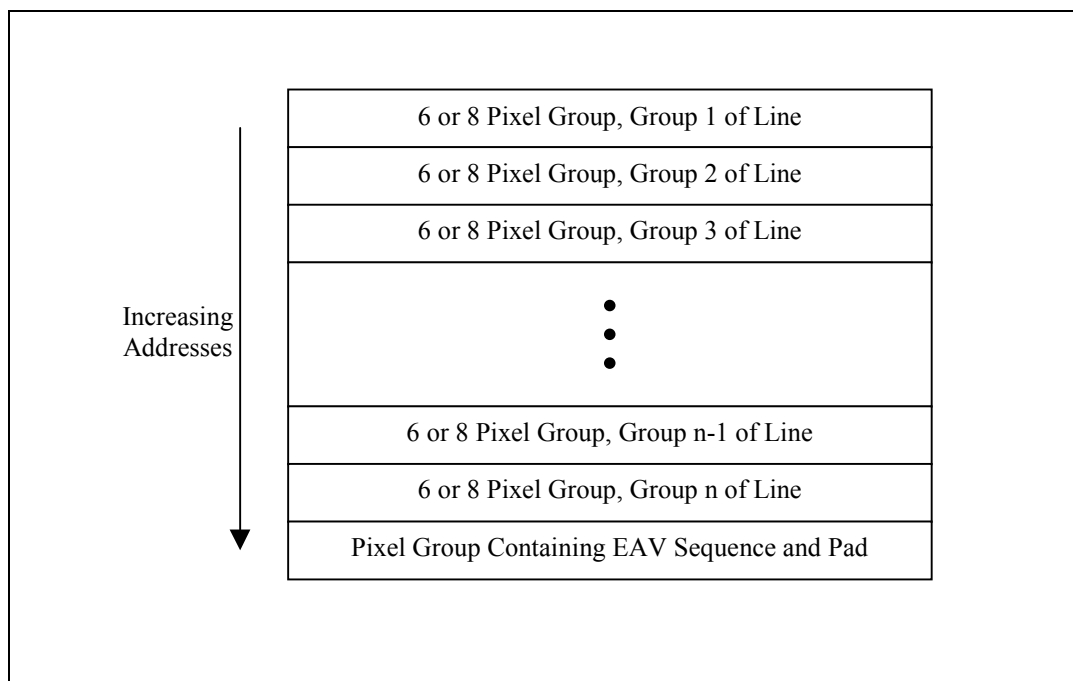 6 or 8 Pixel Group, Group 1 of Line
6 or 8 Pixel Group, Group 2 of Line
6 or 8 Pixel Group, Group 3 of Line
Increasing
Addresses
6 or 8 Pixel Group, Group n-1 of Line
6 or 8 Pixel Group, Group n of Line
Pixel Group Containing EAV Sequence and Pad